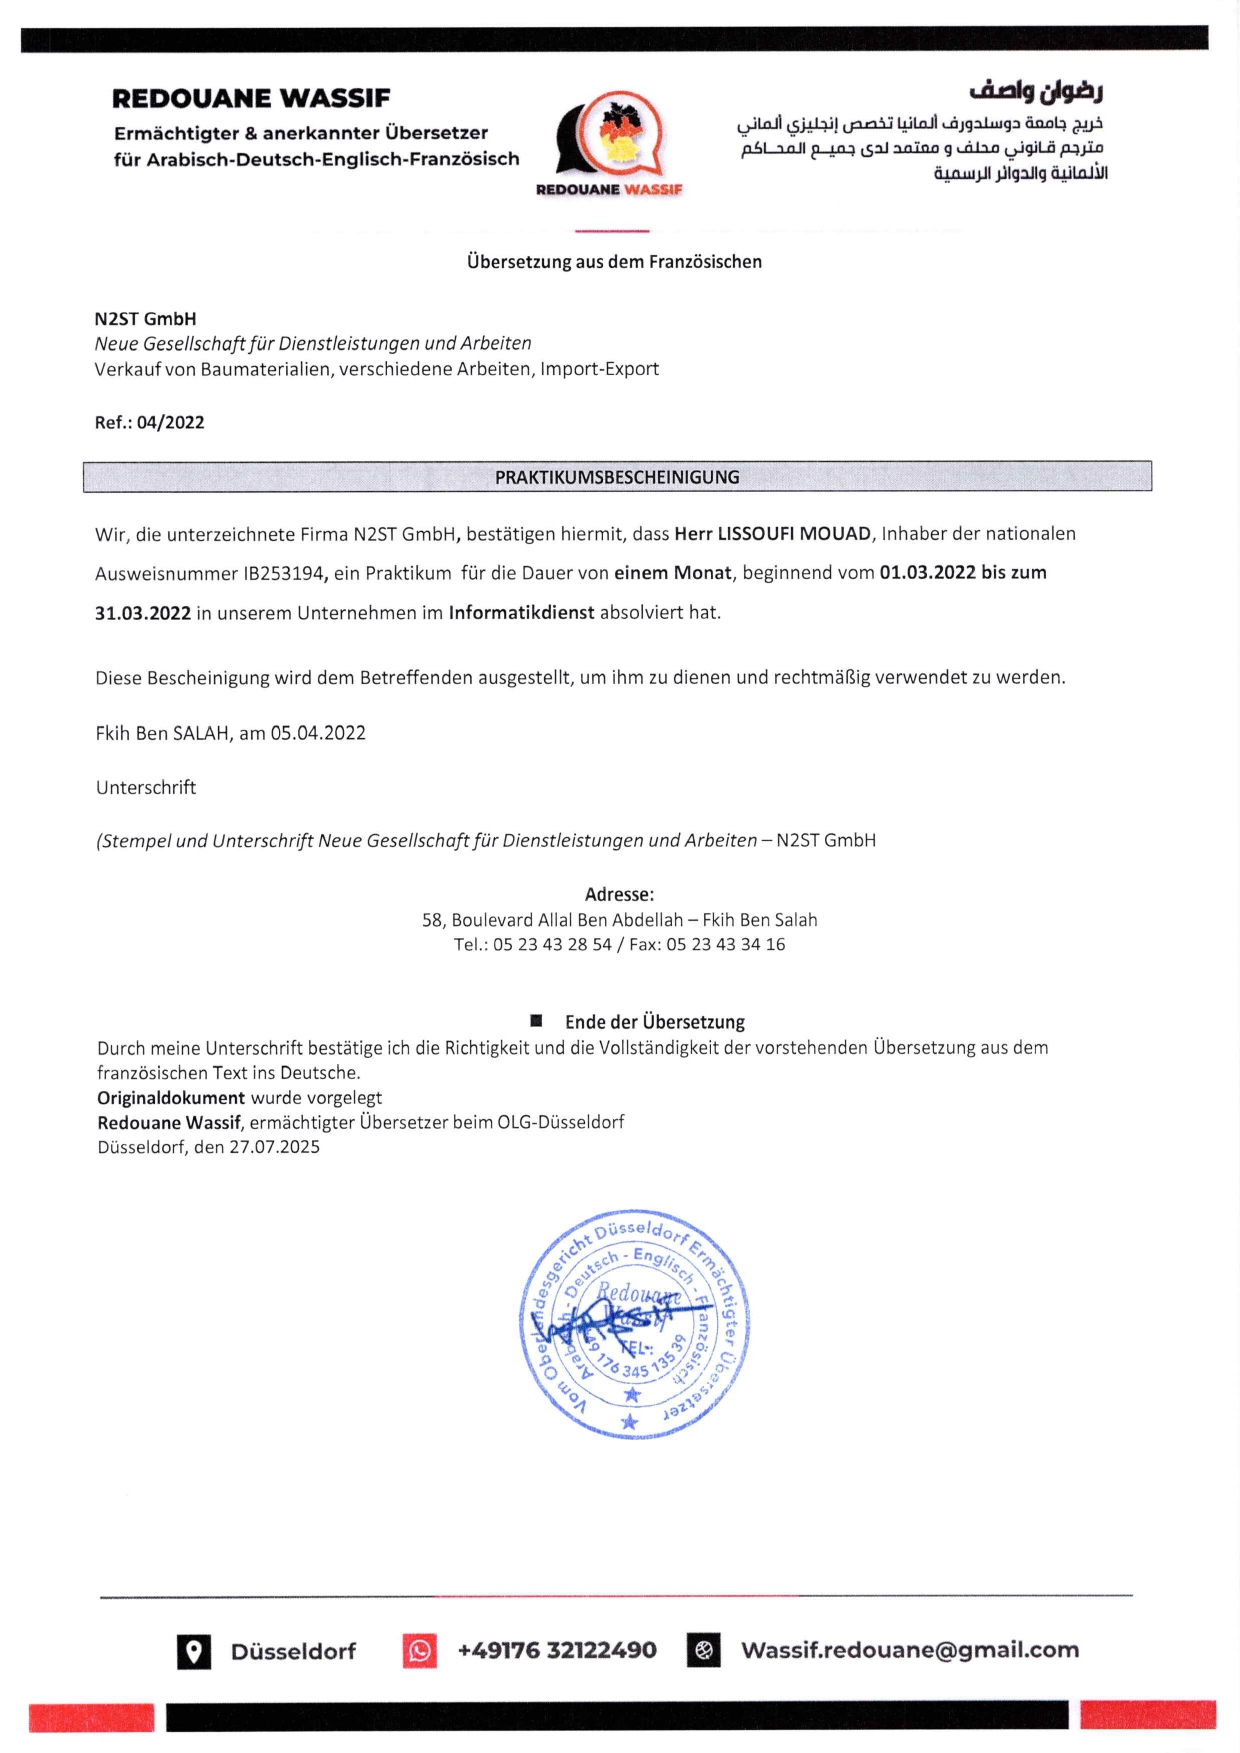 REDOUANE WASSIF
Ermächtigter & anerkannter Übersetzer
für Arabisch-Deutsch-Englisch-Französisch
REDOUANE WASSIF
رضوان واصف
خريج جامعة دوسلدورف ألمانيا تخصص إنجليزي ألماني
مترجم قانوني محلف و معتمد لدى جميع المحاكم
الألمانية والدوائر الرسمية
Übersetzung aus dem Französischen
N2ST GmbH
Neue Gesellschaft für Dienstleistungen und Arbeiten
Verkauf von Baumaterialien, verschiedene Arbeiten, Import-Export
Ref.: 04/2022
PRAKTIKUMSBESCHEINIGUNG
Wir, die unterzeichnete Firma N2ST GmbH, bestätigen hiermit, dass Herr LISSOUFI MOUAD, Inhaber der nationalen
Ausweisnummer IB253194, ein Praktikum für die Dauer von einem Monat, beginnend vom 01.03.2022 bis zum
31.03.2022 in unserem Unternehmen im Informatikdienst absolviert hat.
Diese Bescheinigung wird dem Betreffenden ausgestellt, um ihm zu dienen und rechtmäßig verwendet zu werden.
Fkih Ben SALAH, am 05.04.2022
Unterschrift
(Stempel und Unterschrift Neue Gesellschaft für Dienstleistungen und Arbeiten – N2ST GmbH
Adresse:
58, Boulevard Allal Ben Abdellah – Fkih Ben Salah
Tel.: 05 23 43 28 54 / Fax: 05 23 43 34 16
■ Ende der Übersetzung
Durch meine Unterschrift bestätige ich die Richtigkeit und die Vollständigkeit der vorstehenden Übersetzung aus dem
französischen Text ins Deutsche.
Originaldokument wurde vorgelegt
Redouane Wassif, ermächtigter Übersetzer beim OLG-Düsseldorf
Düsseldorf, den 27.07.2025
Vom Oberlandesgericht Düsseldorf Ermächtigter Übersetzer
Arabisch - Deutsch - Englisch - Französisch
Redouane
Wassif
TEL.:
+49 176 345 135 39
Düsseldorf
+49176 32122490
Wassif.redouane@gmail.com